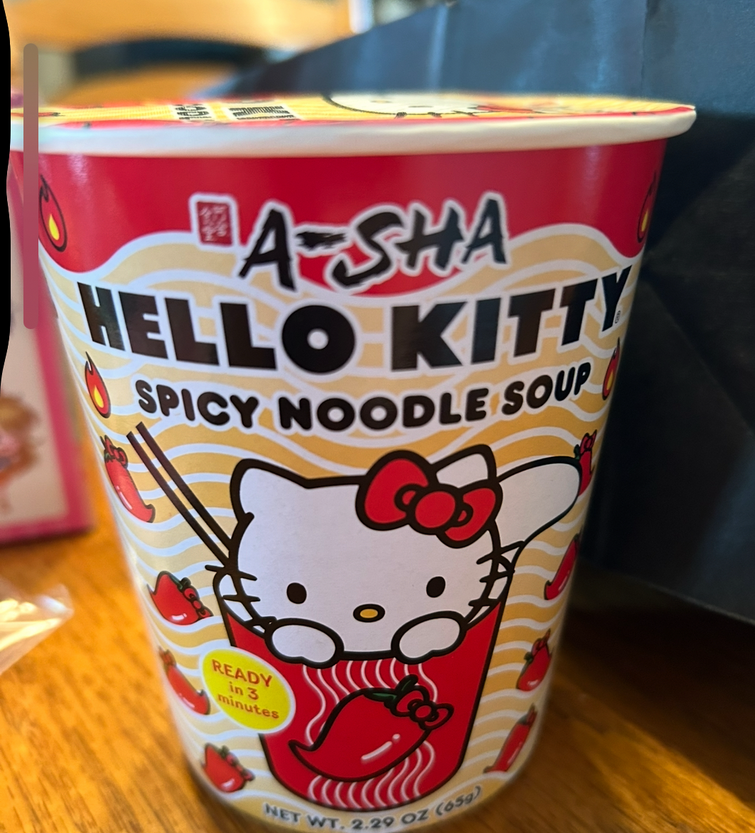 A-SHA
HELLO KITTY®
SPICY NOODLE SOUP
READY
in 3
minutes
NET WT. 2.29 OZ (65g)